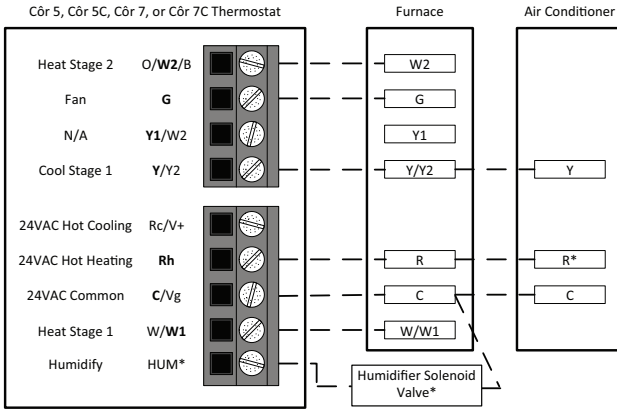 Côr 5, Côr 5C, Côr 7, or Côr 7C Thermostat
Furnace
Air Conditioner
Heat Stage 2 O/W2/B
W2
Fan G
G
N/A Y1/W2
Y1
Cool Stage 1 Y/Y2
Y/Y2
Y
24VAC Hot Cooling Rc/V+
24VAC Hot Heating Rh
R
R*
24VAC Common C/Vg
C
C
Heat Stage 1 W/W1
W/W1
Humidify HUM*
Humidifier Solenoid
Valve*